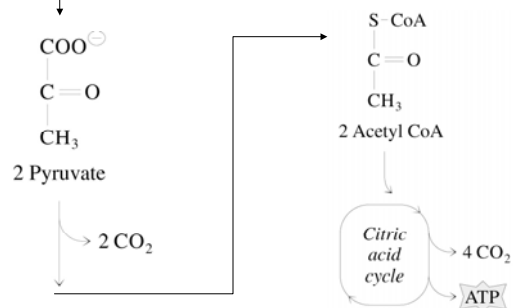 COO⊖
C=O
CH₃
2 Pyruvate
2 CO₂
S-CoA
C=O
CH₃
2 Acetyl CoA
Citric
acid
cycle
4 CO₂
ATP